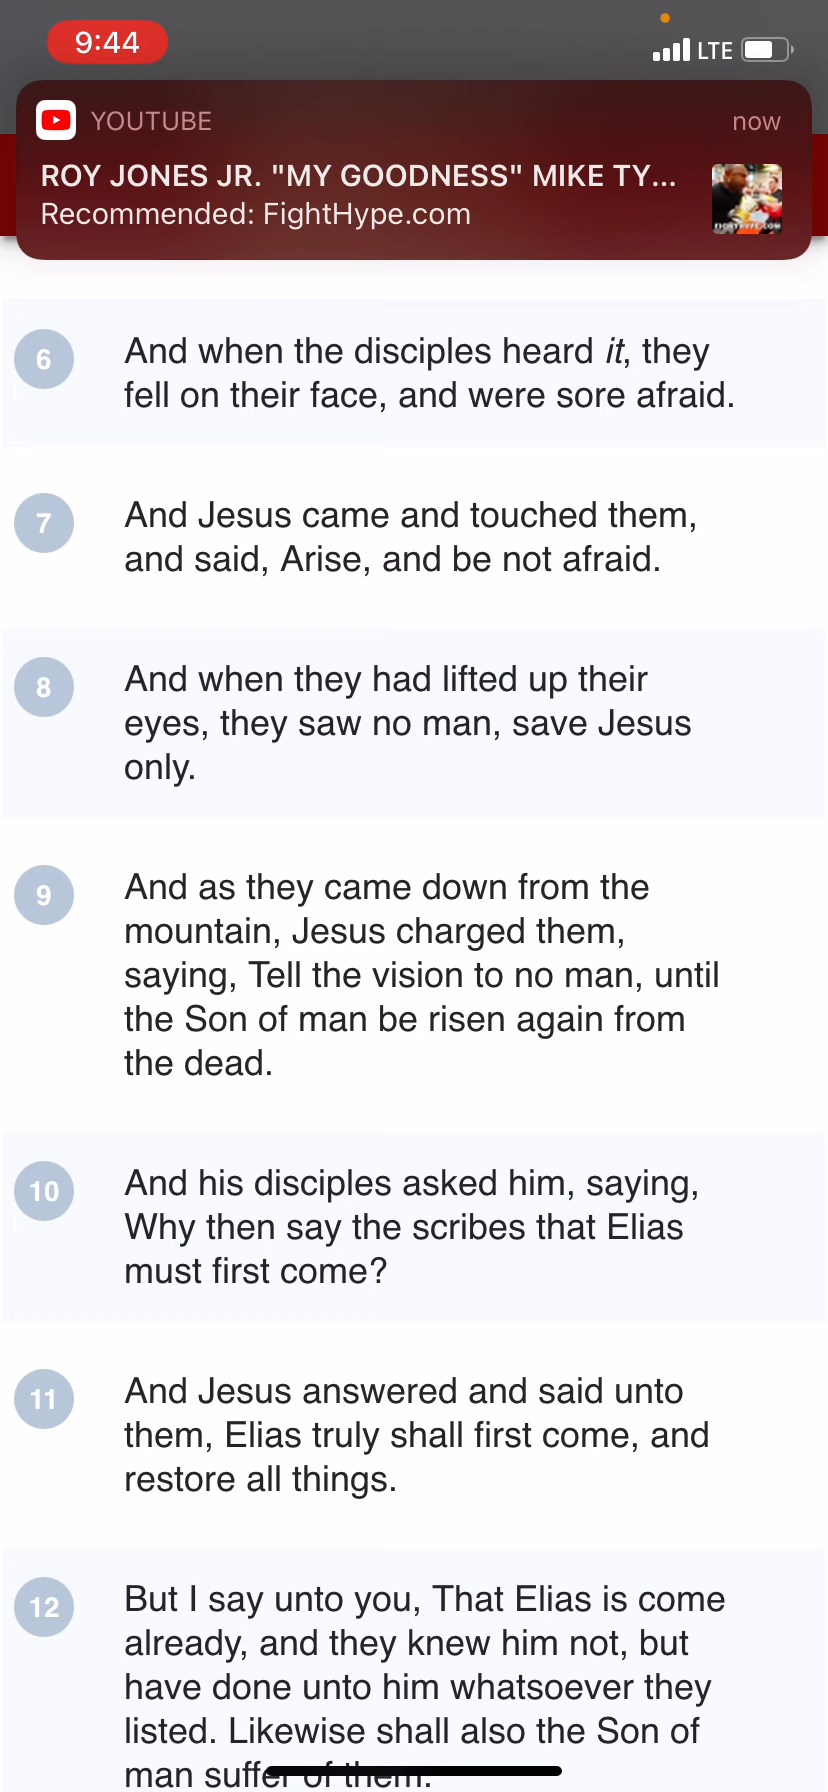 9:44
LTE
YOUTUBE
now
ROY JONES JR. "MY GOODNESS" MIKE TY...
Recommended: FightHype.com
FIGHTHYPE.COM
6
And when the disciples heard it, they
fell on their face, and were sore afraid.
7
And Jesus came and touched them,
and said, Arise, and be not afraid.
8
And when they had lifted up their
eyes, they saw no man, save Jesus
only.
9
And as they came down from the
mountain, Jesus charged them,
saying, Tell the vision to no man, until
the Son of man be risen again from
the dead.
10
And his disciples asked him, saying,
Why then say the scribes that Elias
must first come?
11
And Jesus answered and said unto
them, Elias truly shall first come, and
restore all things.
12
But I say unto you, That Elias is come
already, and they knew him not, but
have done unto him whatsoever they
listed. Likewise shall also the Son of
man suffer of them.